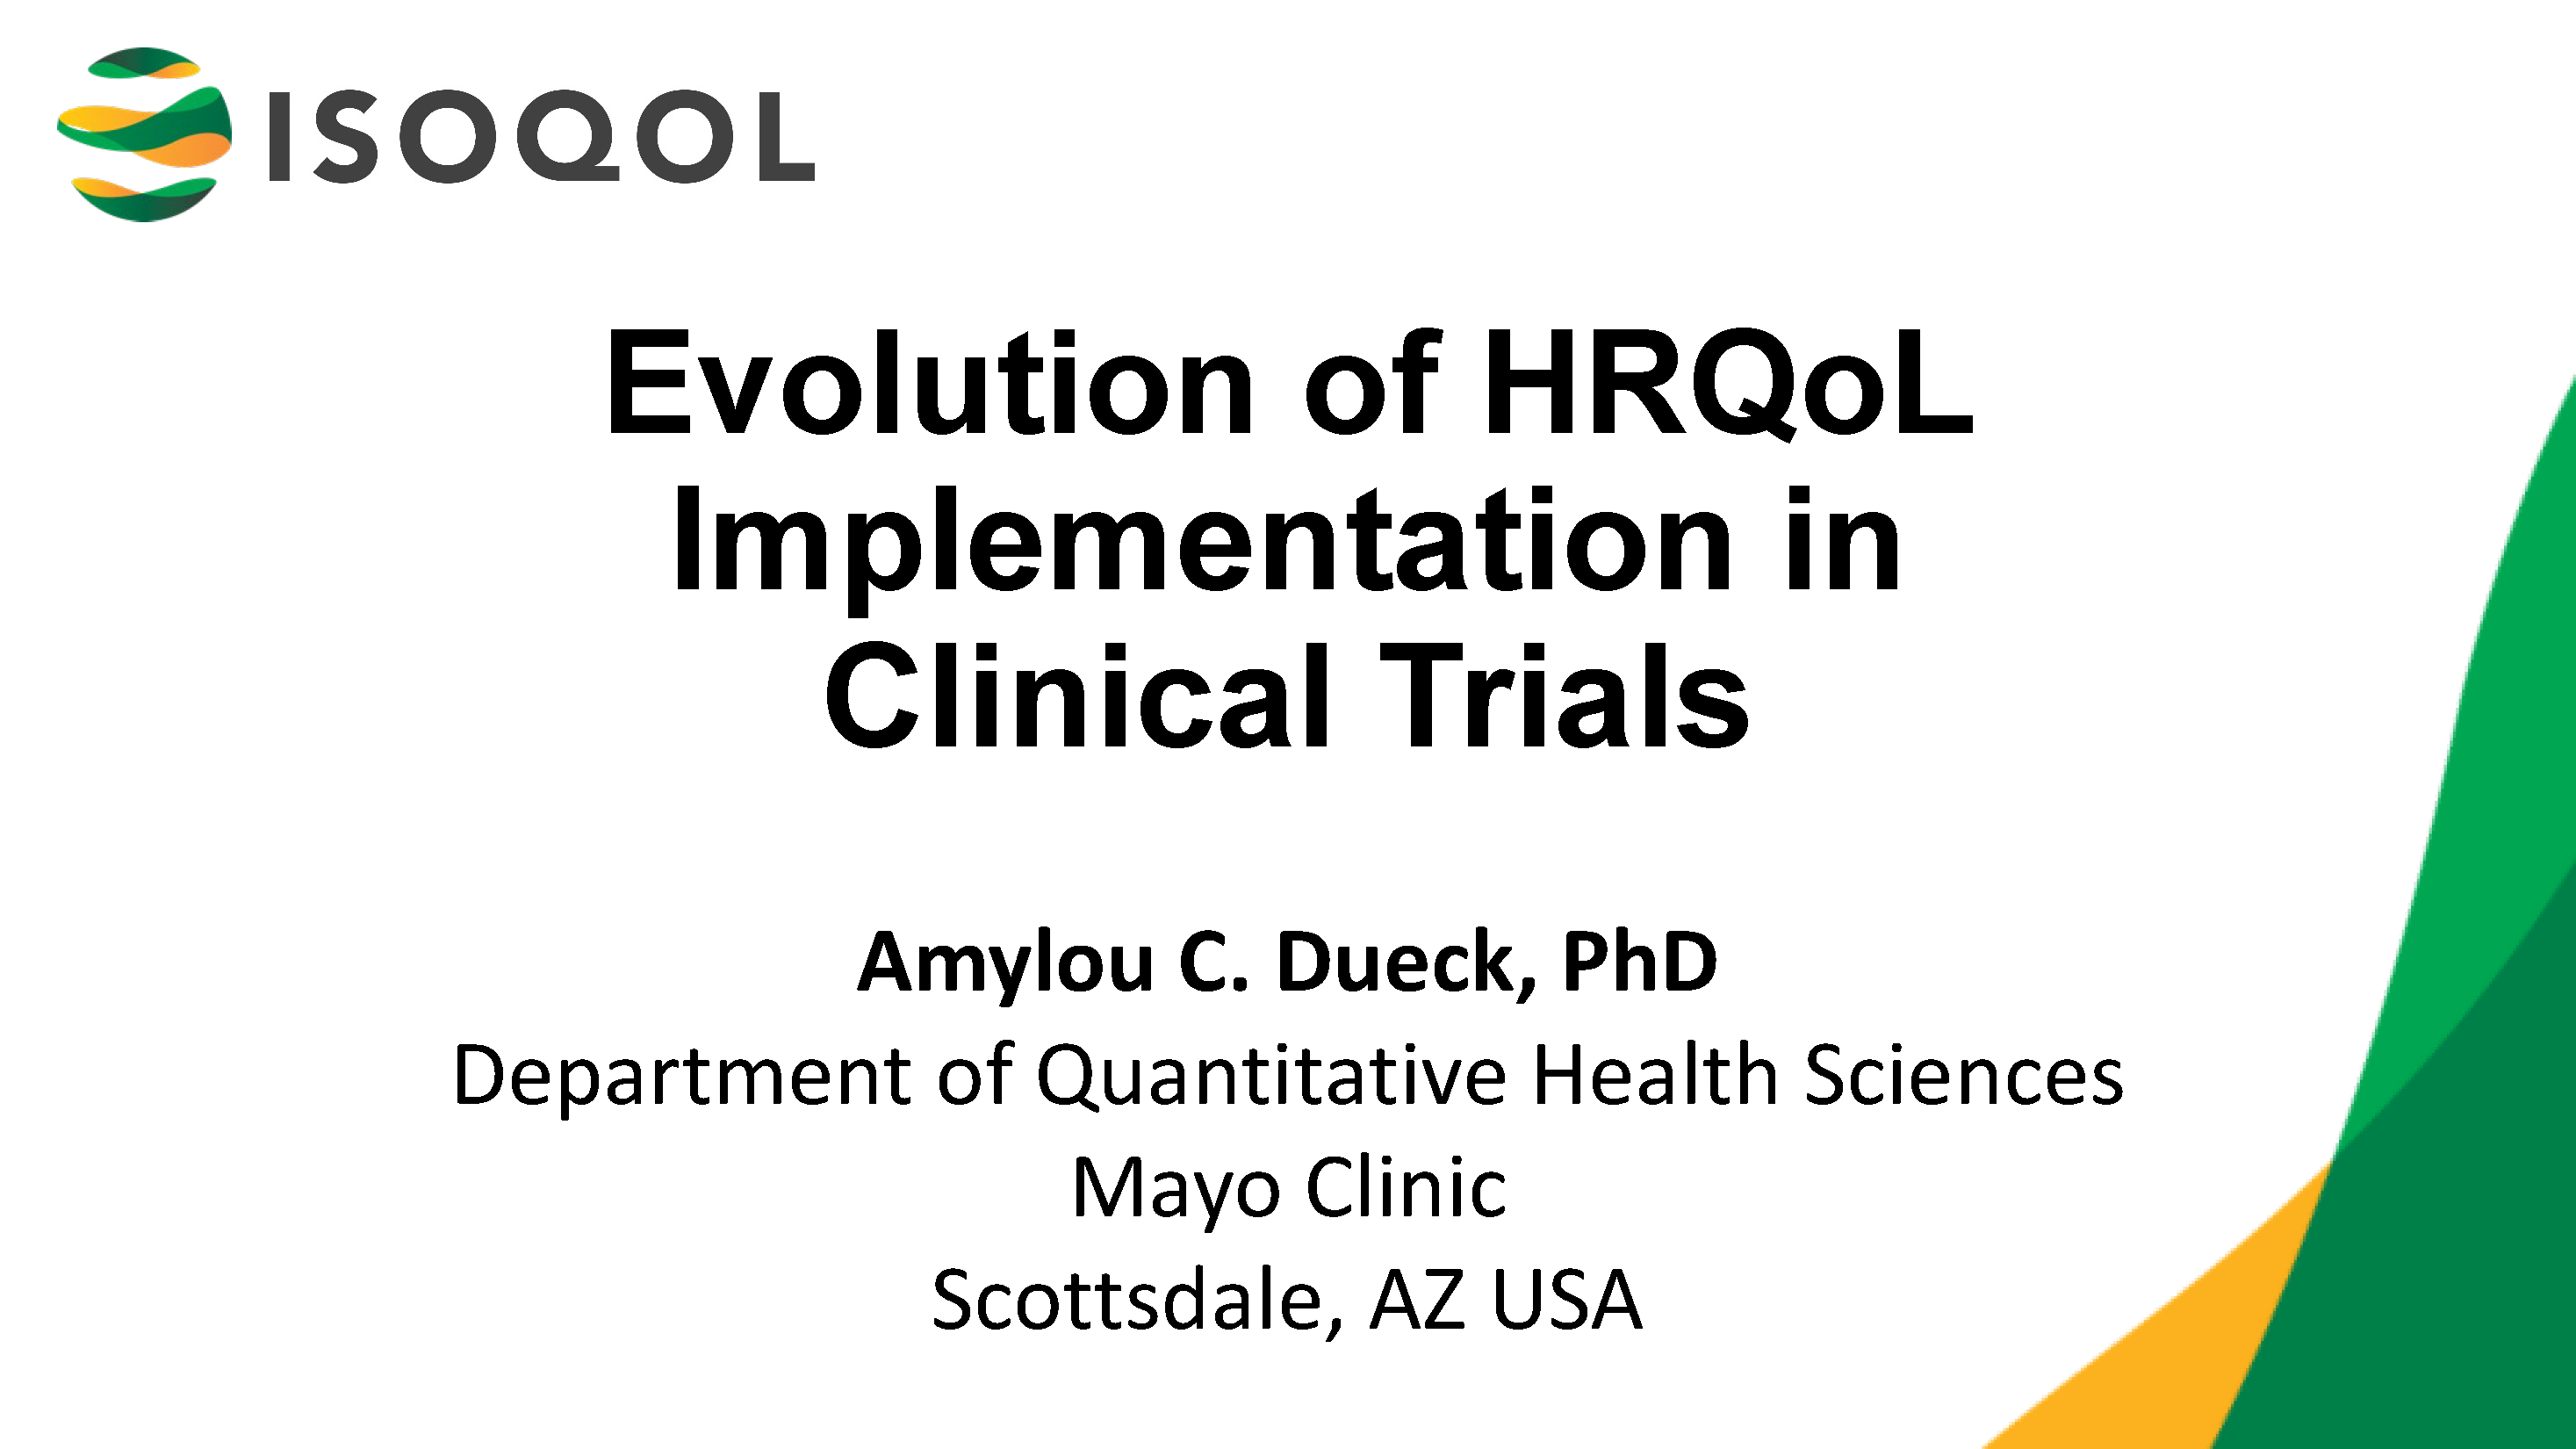 ISOQOL
Evolution of HRQoL
Implementation in
Clinical Trials
Amylou C. Dueck, PhD
Department of Quantitative Health Sciences
Mayo Clinic
Scottsdale, AZ USA